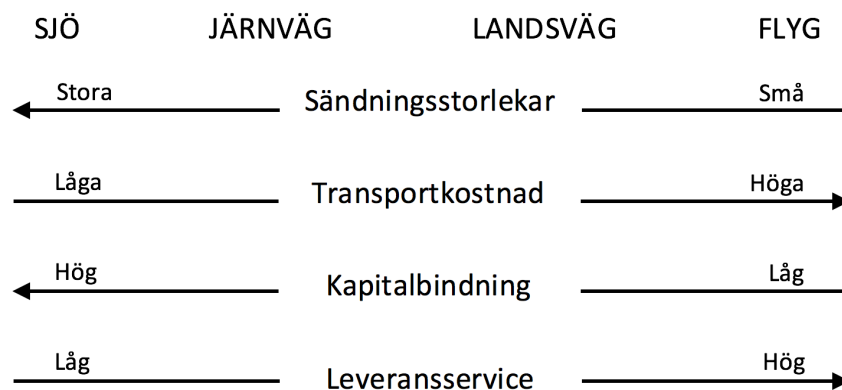 SJÖ JÄRNVÄG LANDSVÄG FLYG
Stora Sändningsstorlekar Små
Låga Transportkostnad Höga
Hög Kapitalbindning Låg
Låg Leveransservice Hög